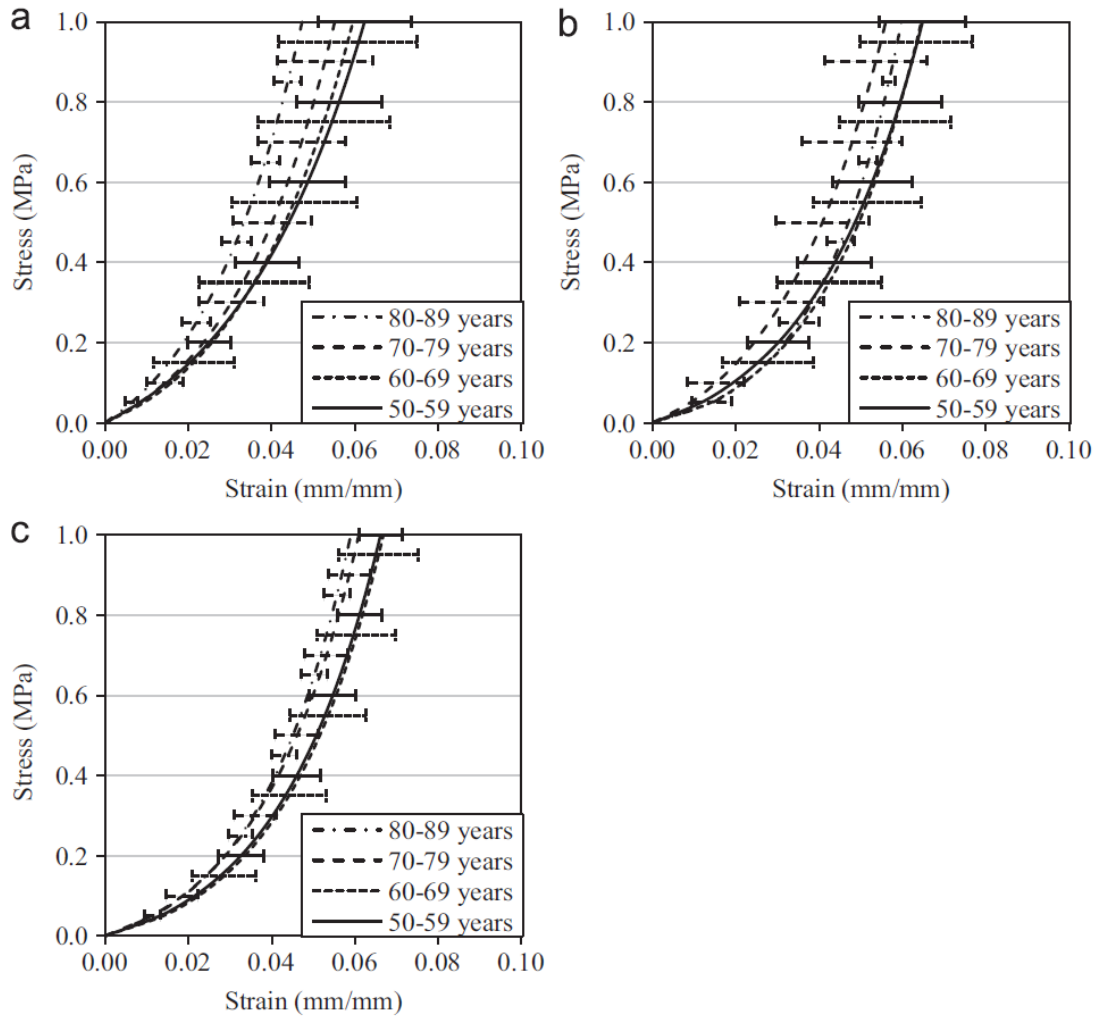 a
1.0
0.8
0.6
0.4
0.2
0.0
Stress (MPa)
80-89 years
70-79 years
60-69 years
50-59 years
0.00 0.02 0.04 0.06 0.08 0.10
Strain (mm/mm)
b
1.0
0.8
0.6
0.4
0.2
0.0
Stress (MPa)
80-89 years
70-79 years
60-69 years
50-59 years
0.00 0.02 0.04 0.06 0.08 0.10
Strain (mm/mm)
c
1.0
0.8
0.6
0.4
0.2
0.0
Stress (MPa)
80-89 years
70-79 years
60-69 years
50-59 years
0.00 0.02 0.04 0.06 0.08 0.10
Strain (mm/mm)